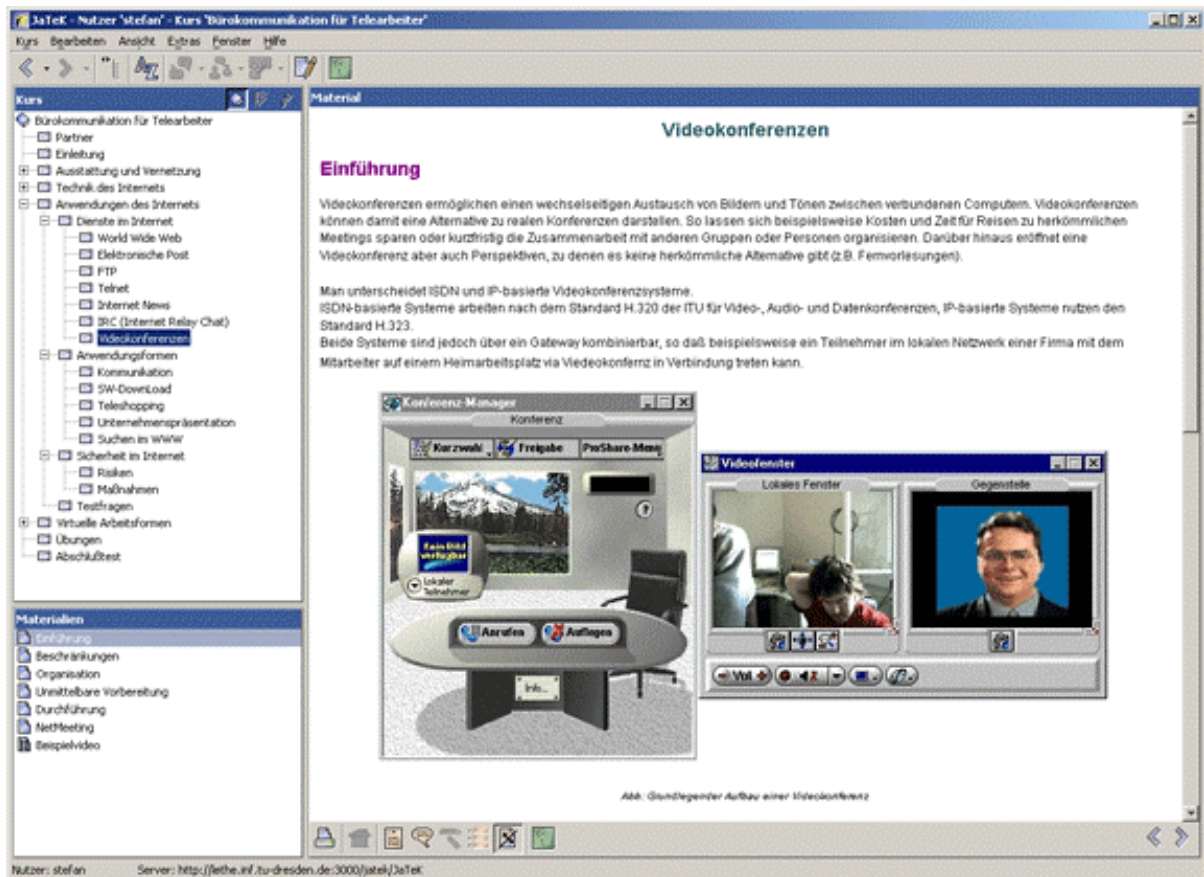 JaTeK - Nutzer 'stefan' - Kurs 'Bürokommunikation für Telearbeiter'
Kurs Bearbeiten Ansicht Extras Fenster Hilfe
Kurs
Bürokommunikation für Telearbeiter
Partner
Einleitung
Ausstattung und Vernetzung
Technik des Internets
Anwendungen des Internets
Dienste im Internet
World Wide Web
Elektronische Post
FTP
Telnet
Internet News
IRC (Internet Relay Chat)
Videokonferenzen
Anwendungsformen
Kommunikation
SW-DownLoad
Teleshopping
Unternehmenspräsentation
Suchen im WWW
Sicherheit im Internet
Risiken
Maßnahmen
Testfragen
Virtuelle Arbeitsformen
Übungen
Abschlußtest
Materialien
Einführung
Beschränkungen
Organisation
Unmittelbare Vorbereitung
Durchführung
NetMeeting
Beispielvideo
Material
Videokonferenzen
Einführung
Videokonferenzen ermöglichen einen wechselseitigen Austausch von Bildern und Tönen zwischen verbundenen Computern. Videokonferenzen
können damit eine Alternative zu realen Konferenzen darstellen. So lassen sich beispielsweise Kosten und Zeit für Reisen zu herkömmlichen
Meetings sparen oder kurzfristig die Zusammenarbeit mit anderen Gruppen oder Personen organisieren. Darüber hinaus eröffnet eine
Videokonferenz aber auch Perspektiven, zu denen es keine herkömmliche Alternative gibt (z.B. Fernvorlesungen).
Man unterscheidet ISDN und IP-basierte Videokonferenzsysteme.
ISDN-basierte Systeme arbeiten nach dem Standard H.320 der ITU für Video-, Audio- und Datenkonferenzen, IP-basierte Systeme nutzen den
Standard H.323.
Beide Systeme sind jedoch über ein Gateway kombinierbar, so daß beispielsweise ein Teilnehmer im lokalen Netzwerk einer Firma mit dem
Mitarbeiter auf einem Heimarbeitsplatz via Viedeokonfernz in Verbindung treten kann.
Konferenz-Manager
Konferenz
Kurzwahl Freigabe ProShare-Menü
Kein Bild
verfügbar
Lokaler
Teilnehmer
Anrufen Auflegen
Info...
Videofenster
Lokales Fenster Gegenstelle
Vol
Abb: Grundlegender Aufbau einer Videokonferenz
Nutzer: stefan Server: http://lethe.inf.tu-dresden.de:3000/jatek/JaTeK